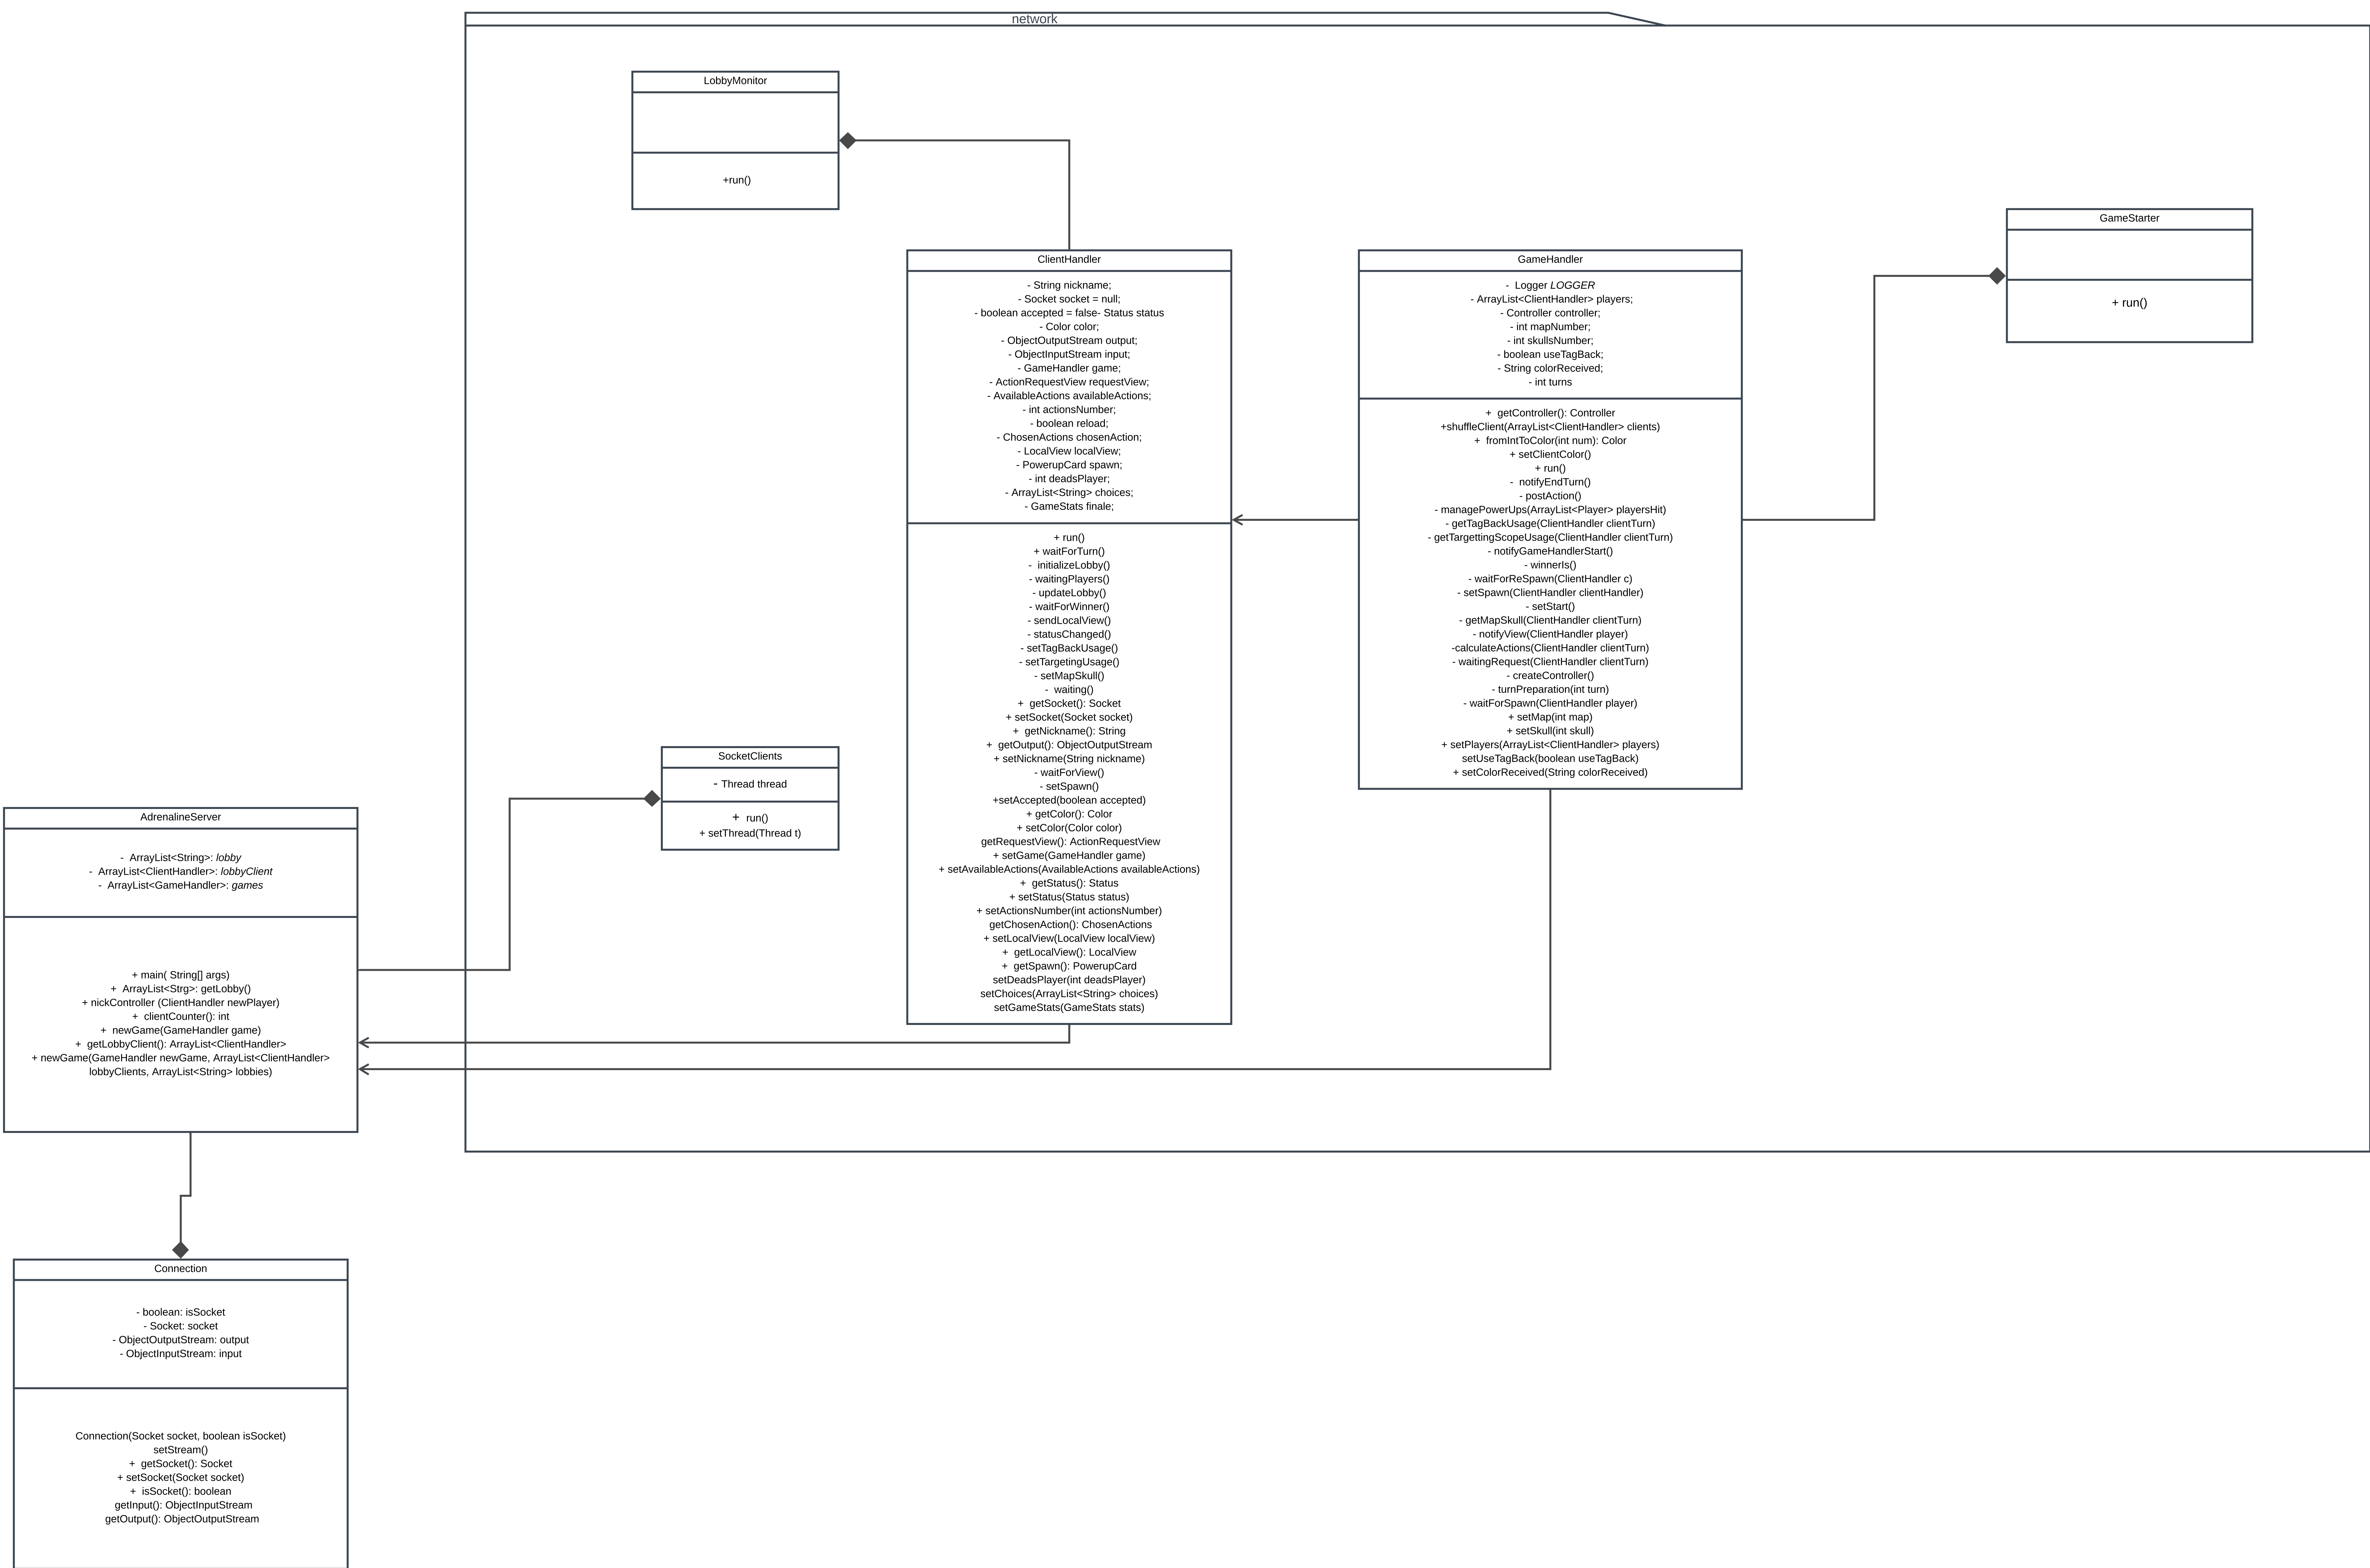 network
LobbyMonitor
+run()
ClientHandler
- String nickname;
- Socket socket = null;
- boolean accepted = false- Status status
- Color color;
- ObjectOutputStream output;
- ObjectInputStream input;
- GameHandler game;
- ActionRequestView requestView;
- AvailableActions availableActions;
- int actionsNumber;
- boolean reload;
- ChosenActions chosenAction;
- LocalView localView;
- PowerupCard spawn;
- int deadsPlayer;
- ArrayList<String> choices;
- GameStats finale;
+ run()
+ waitForTurn()
- initializeLobby()
- waitingPlayers()
- updateLobby()
- waitForWinner()
- sendLocalView()
- statusChanged()
- setTagBackUsage()
- setTargetingUsage()
- setMapSkull()
- waiting()
+ getSocket(): Socket
+ setSocket(Socket socket)
+ getNickname(): String
+ getOutput(): ObjectOutputStream
+ setNickname(String nickname)
- waitForView()
- setSpawn()
+setAccepted(boolean accepted)
+ getColor(): Color
+ setColor(Color color)
getRequestView(): ActionRequestView
+ setGame(GameHandler game)
+ setAvailableActions(AvailableActions availableActions)
+ getStatus(): Status
+ setStatus(Status status)
+ setActionsNumber(int actionsNumber)
getChosenAction(): ChosenActions
+ setLocalView(LocalView localView)
+ getLocalView(): LocalView
+ getSpawn(): PowerupCard
setDeadsPlayer(int deadsPlayer)
setChoices(ArrayList<String> choices)
setGameStats(GameStats stats)
GameHandler
- Logger LOGGER
- ArrayList<ClientHandler> players;
- Controller controller;
- int mapNumber;
- int skullsNumber;
- boolean useTagBack;
- String colorReceived;
- int turns
+ getController(): Controller
+shuffleClient(ArrayList<ClientHandler> clients)
+ fromIntToColor(int num): Color
+ setClientColor()
+ run()
- notifyEndTurn()
- postAction()
- managePowerUps(ArrayList<Player> playersHit)
- getTagBackUsage(ClientHandler clientTurn)
- getTargettingScopeUsage(ClientHandler clientTurn)
- notifyGameHandlerStart()
- winnerIs()
- waitForReSpawn(ClientHandler c)
- setSpawn(ClientHandler clientHandler)
- setStart()
- getMapSkull(ClientHandler clientTurn)
- notifyView(ClientHandler player)
-calculateActions(ClientHandler clientTurn)
- waitingRequest(ClientHandler clientTurn)
- createController()
- turnPreparation(int turn)
- waitForSpawn(ClientHandler player)
+ setMap(int map)
+ setSkull(int skull)
+ setPlayers(ArrayList<ClientHandler> players)
setUseTagBack(boolean useTagBack)
+ setColorReceived(String colorReceived)
GameStarter
+ run()
SocketClients
- Thread thread
+ run()
+ setThread(Thread t)
AdrenalineServer
- ArrayList<String>: lobby
- ArrayList<ClientHandler>: lobbyClient
- ArrayList<GameHandler>: games
+ main( String[] args)
+ ArrayList<Strg>: getLobby()
+ nickController (ClientHandler newPlayer)
+ clientCounter(): int
+ newGame(GameHandler game)
+ getLobbyClient(): ArrayList<ClientHandler>
+ newGame(GameHandler newGame, ArrayList<ClientHandler>
lobbyClients, ArrayList<String> lobbies)
Connection
- boolean: isSocket
- Socket: socket
- ObjectOutputStream: output
- ObjectInputStream: input
Connection(Socket socket, boolean isSocket)
setStream()
+ getSocket(): Socket
+ setSocket(Socket socket)
+ isSocket(): boolean
getInput(): ObjectInputStream
getOutput(): ObjectOutputStream